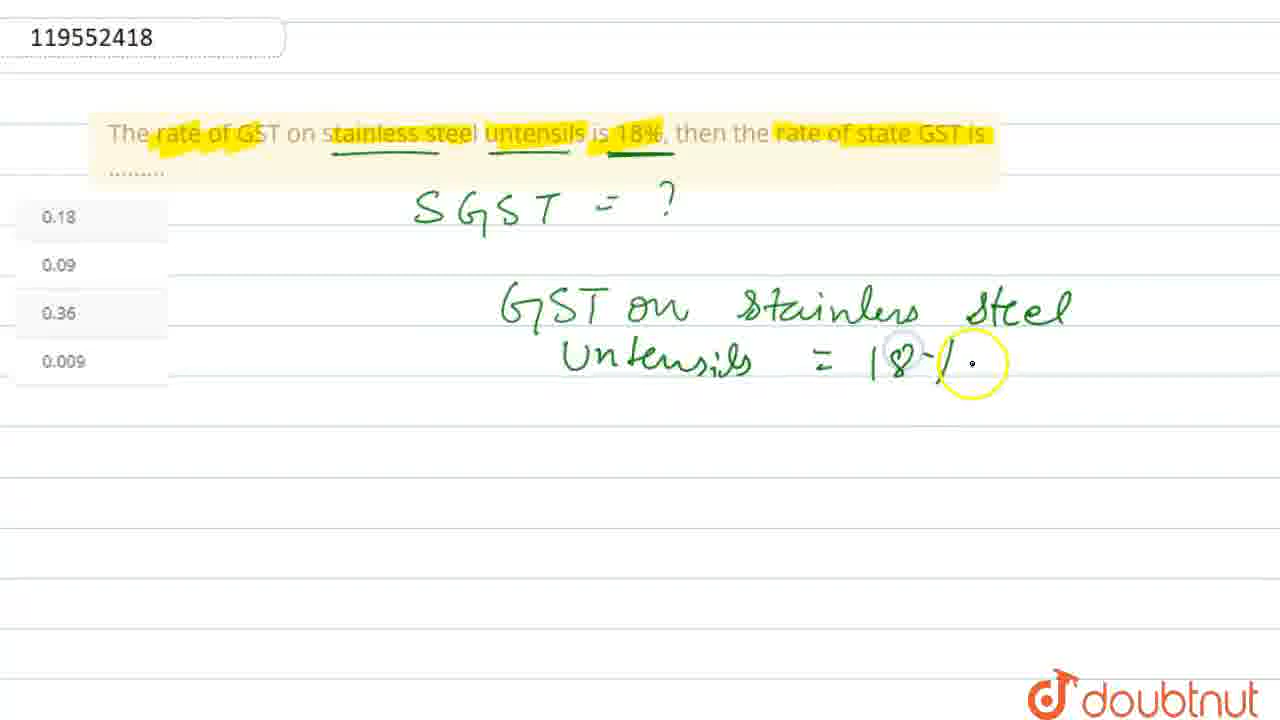 119552418
The rate of GST on stainless steel untensils is 18%, then the rate of state GST is
..........
SGST = ?
0.18
0.09
0.36
0.009
GST on stainless steel
untensils = 18%
doubtnut